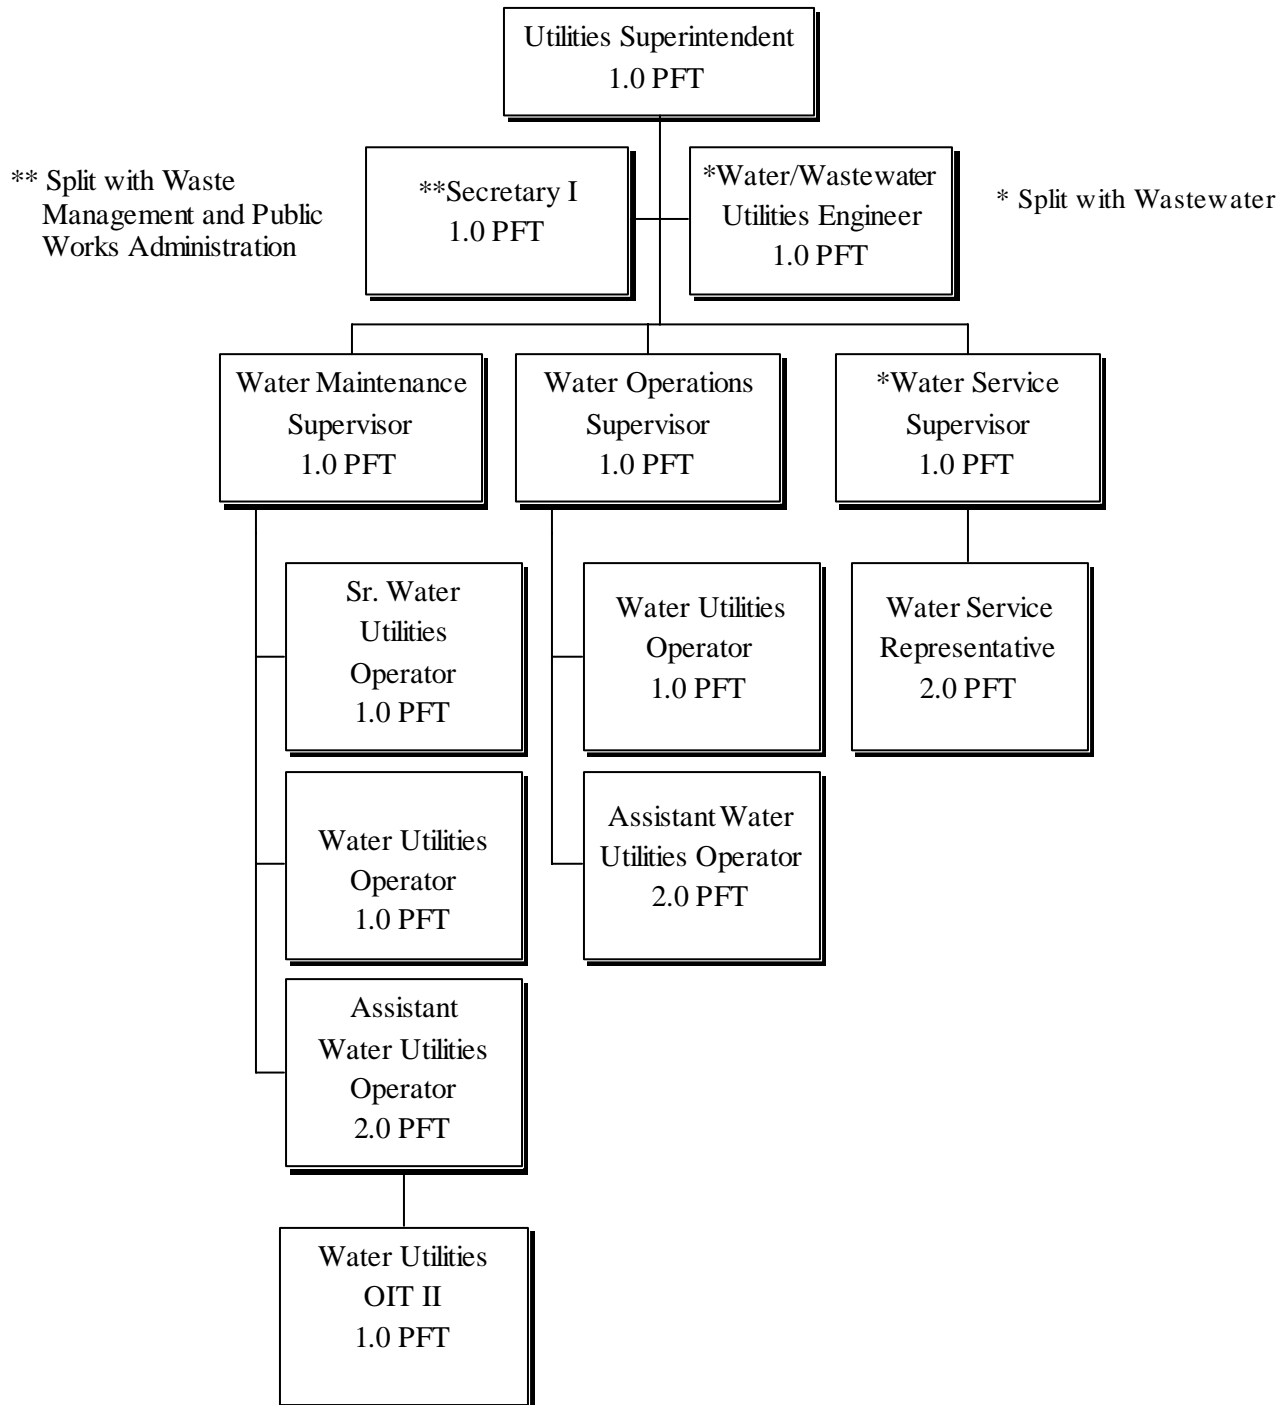 Utilities Superintendent
1.0 PFT
** Split with Waste
Management and Public
Works Administration
**Secretary I
1.0 PFT
*Water/Wastewater
Utilities Engineer
1.0 PFT
* Split with Wastewater
Water Maintenance
Supervisor
1.0 PFT
Water Operations
Supervisor
1.0 PFT
*Water Service
Supervisor
1.0 PFT
Sr. Water
Utilities
Operator
1.0 PFT
Water Utilities
Operator
1.0 PFT
Water Service
Representative
2.0 PFT
Water Utilities
Operator
1.0 PFT
Assistant Water
Utilities Operator
2.0 PFT
Assistant
Water Utilities
Operator
2.0 PFT
Water Utilities
OIT II
1.0 PFT